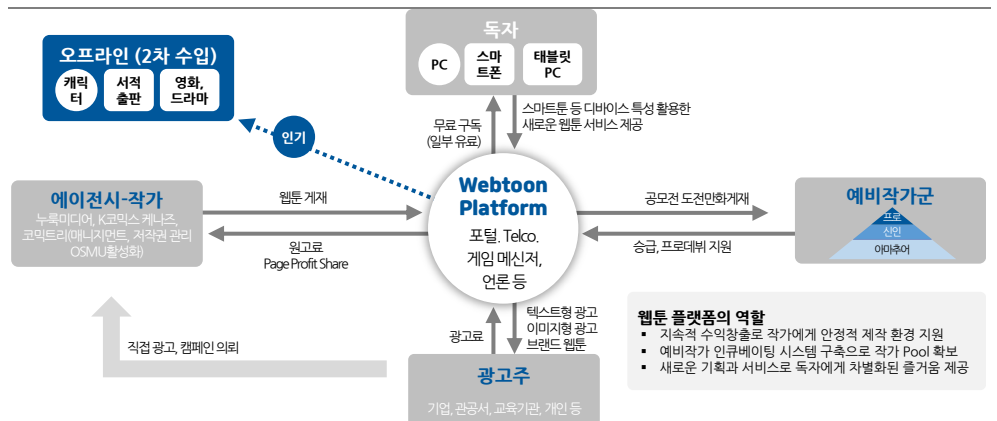 독자
PC
스마
트폰
태블릿
PC
오프라인 (2차 수입)
캐릭
터
서적
출판
영화,
드라마
인기
무료 구독
(일부 유료)
스마트툰 등 디바이스 특성 활용한
새로운 웹툰 서비스 제공
에이전시-작가
누룩미디어, K코믹스 케나즈,
코믹트리(매니지먼트, 저작권 관리
OSMU활성화)
웹툰 게재
원고료
Page Profit Share
Webtoon
Platform
포털. Telco.
게임 메신저,
언론 등
공모전 도전만화게재
승급, 프로데뷔 지원
예비작가군
프로
신인
아마추어
광고료
텍스트형 광고
이미지형 광고
브랜드 웹툰
직접 광고, 캠페인 의뢰
광고주
기업, 관공서, 교육기관, 개인 등
웹툰 플랫폼의 역할
▪ 지속적 수익창출로 작가에게 안정적 제작 환경 지원
▪ 예비작가 인큐베이팅 시스템 구축으로 작가 Pool 확보
▪ 새로운 기획과 서비스로 독자에게 차별화된 즐거움 제공